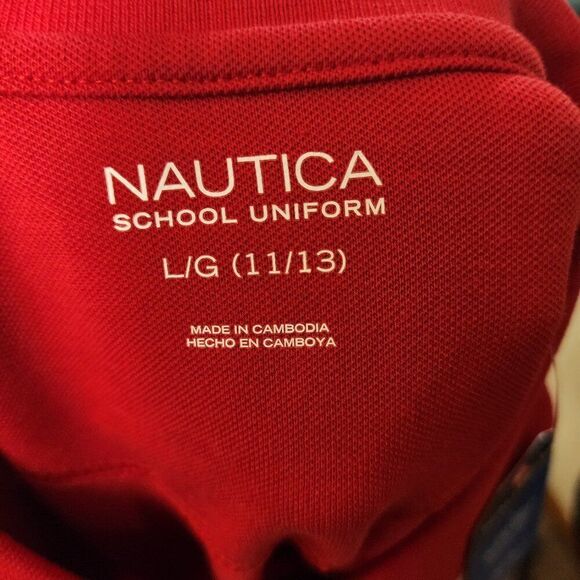 NAUTICA
SCHOOL UNIFORM
L/G (11/13)
MADE IN CAMBODIA
HECHO EN CAMBOYA